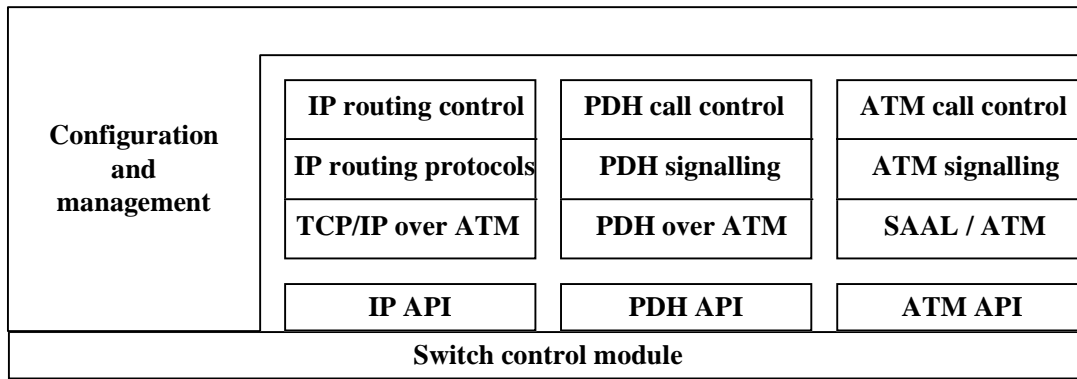 Configuration
and
management
IP routing control
IP routing protocols
TCP/IP over ATM
IP API
PDH call control
PDH signalling
PDH over ATM
PDH API
ATM call control
ATM signalling
SAAL / ATM
ATM API
Switch control module